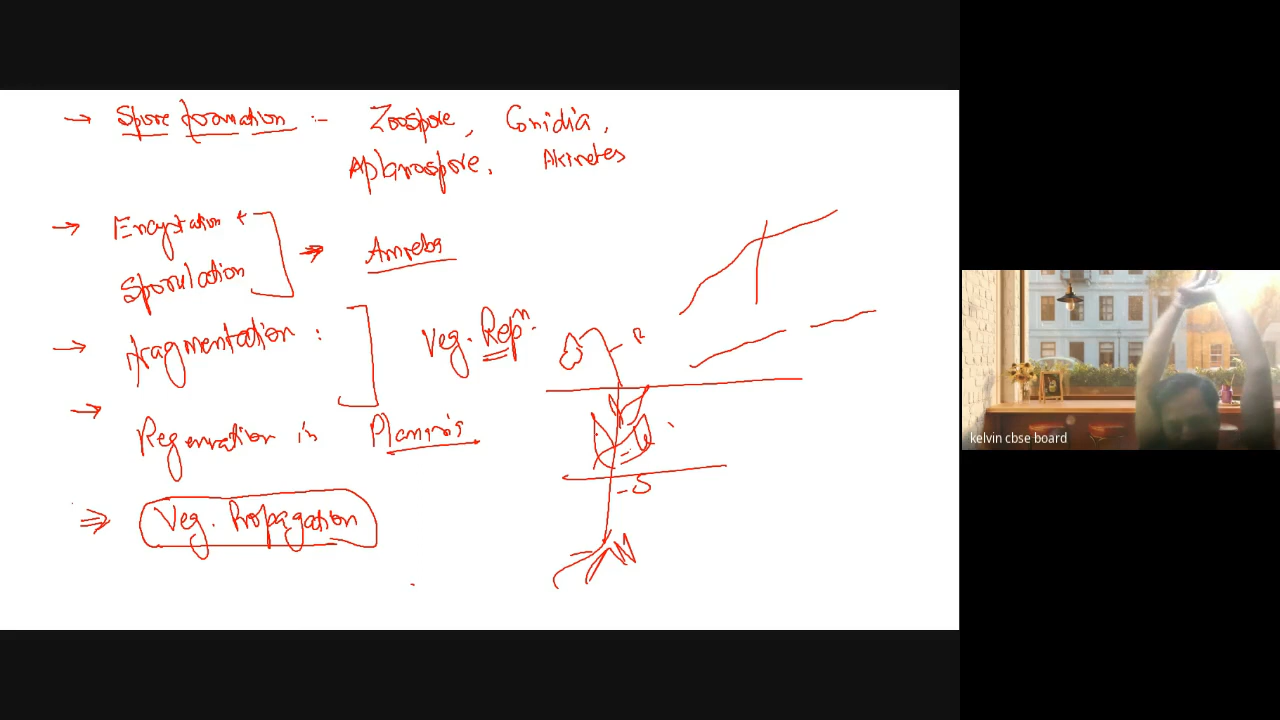 → Spore formation :- Zoospore, Conidia,
Aplanospore, Akinetes
→ Encystation +
Sporulation → Amoeba
→ fragmentation : Veg. Repⁿ.
→ Regeneration in Planaria
⇒ Veg. Propagation
R
S
kelvin cbse board